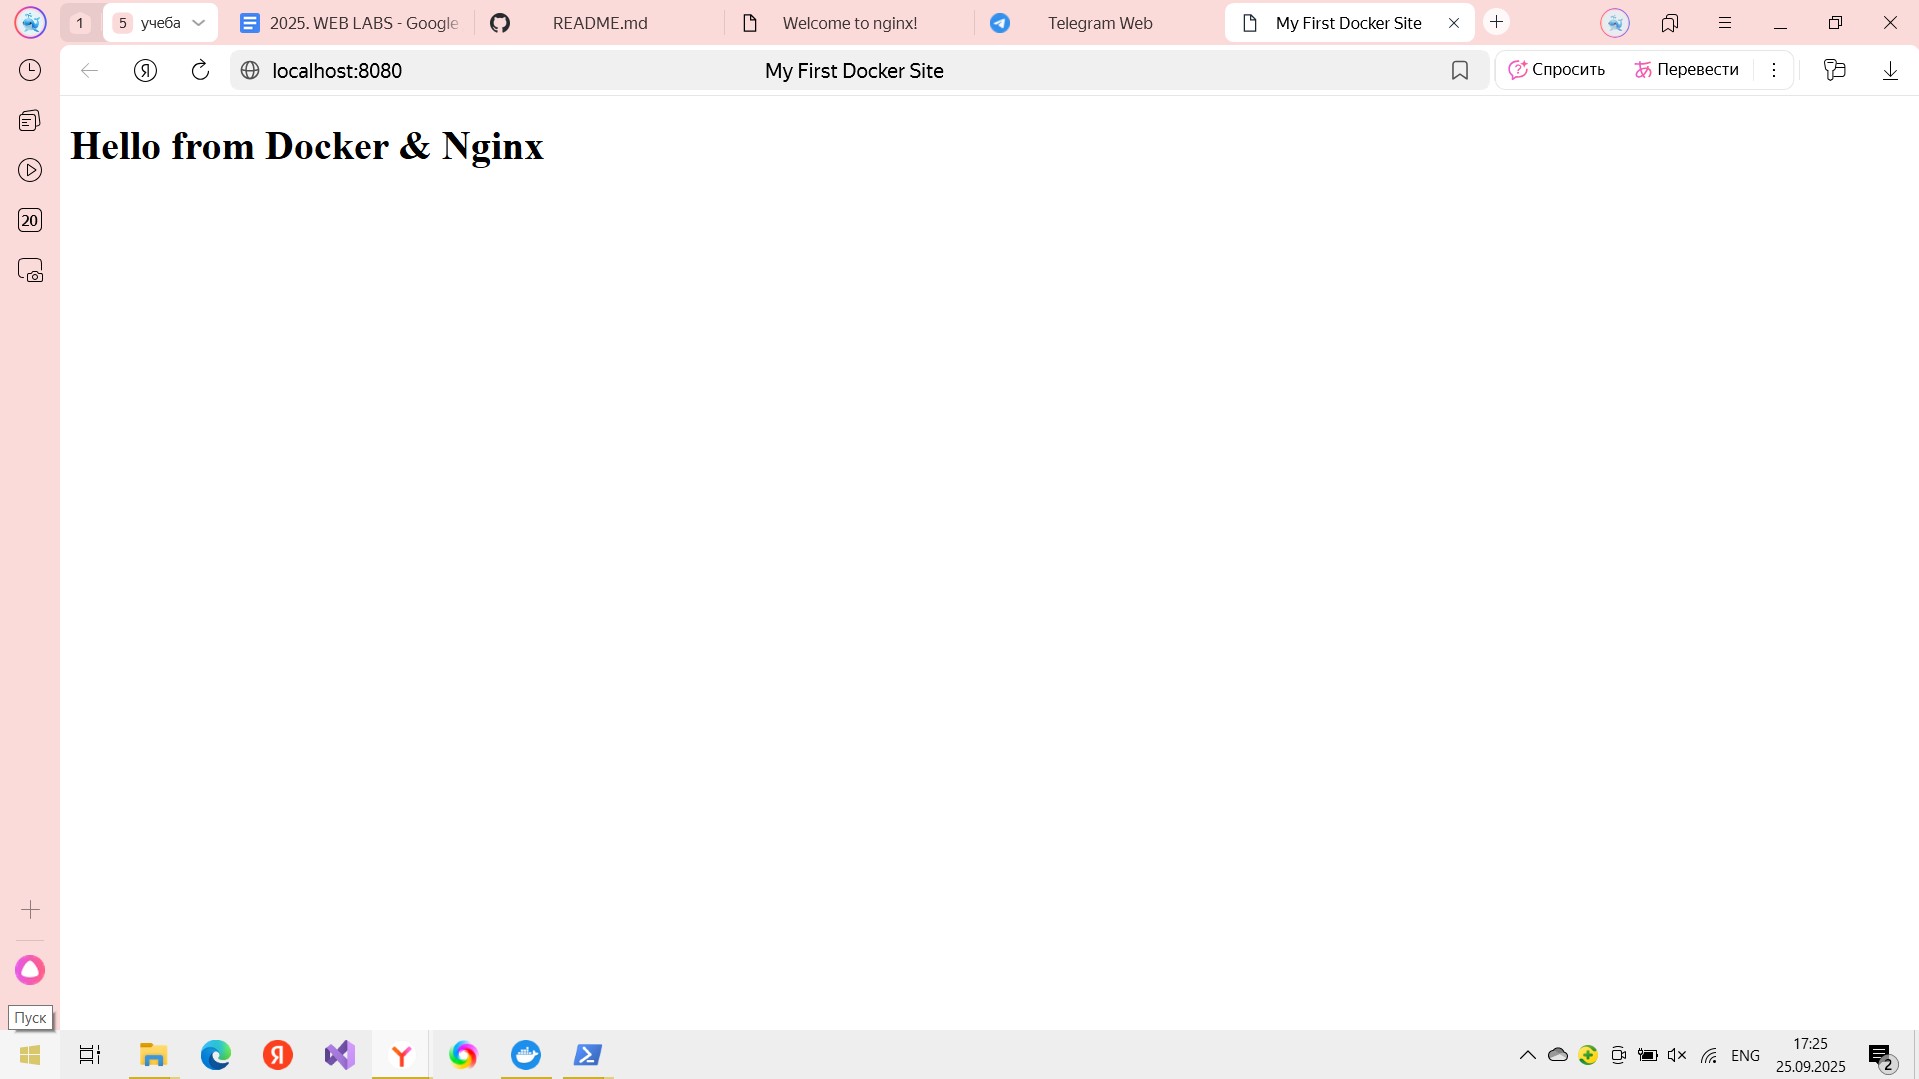 1
5 учеба
2025. WEB LABS - Google
README.md
Welcome to nginx!
Telegram Web
My First Docker Site
Я
localhost:8080
My First Docker Site
Спросить
Перевести
Hello from Docker & Nginx
20
Пуск
Я
ENG
17:25
25.09.2025
2